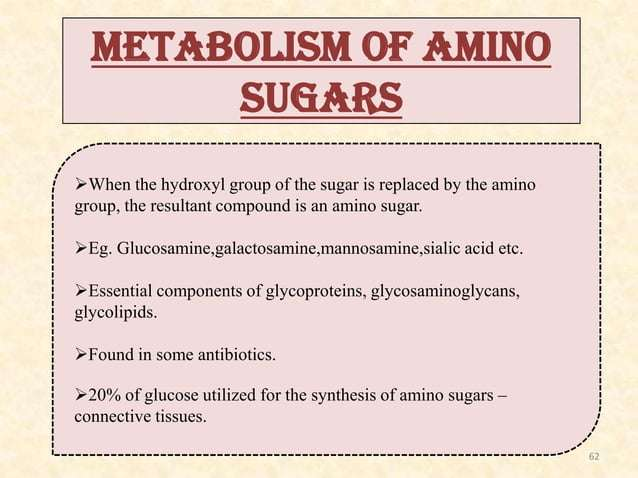 METABOLISM OF AMINO
SUGARS
➢When the hydroxyl group of the sugar is replaced by the amino
group, the resultant compound is an amino sugar.
➢Eg. Glucosamine,galactosamine,mannosamine,sialic acid etc.
➢Essential components of glycoproteins, glycosaminoglycans,
glycolipids.
➢Found in some antibiotics.
➢20% of glucose utilized for the synthesis of amino sugars –
connective tissues.
62